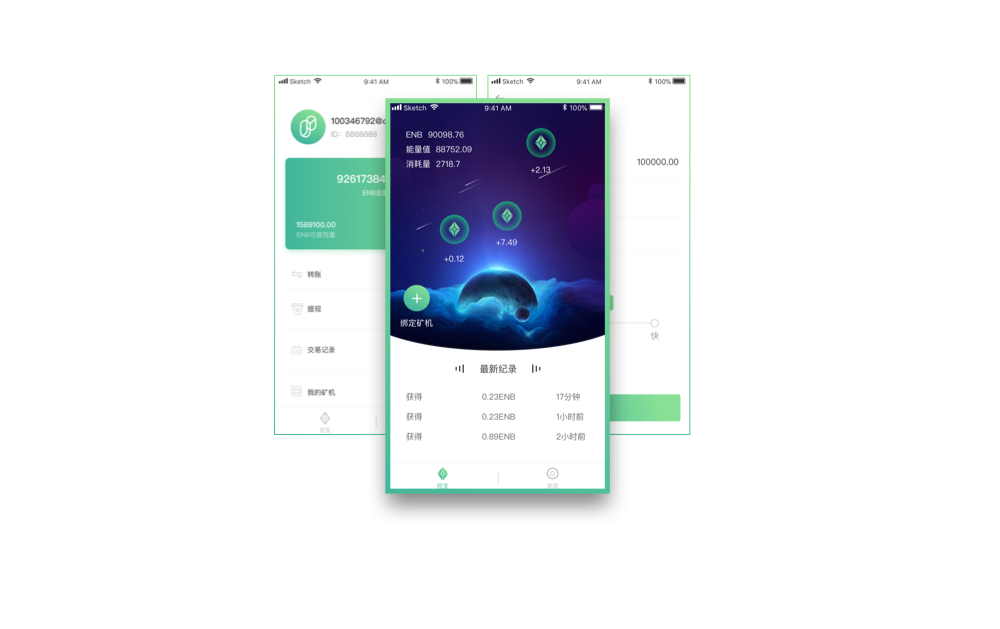 Sketch 9:41 AM 100%
100346792@
ID: 8888888
92617384
ENB总
1589100.00
ENB可提现量
转账
提现
交易记录
我的矿机
挖宝
Sketch 9:41 AM 100%
ENB 90098.76
能量值 88752.09
消耗量 2718.7
+2.13
+7.49
+0.12
绑定矿机
最新纪录
获得 0.23ENB 17分钟
获得 0.23ENB 1小时前
获得 0.89ENB 2小时前
挖宝 发现
Sketch 9:41 AM 100%
100000.00
快